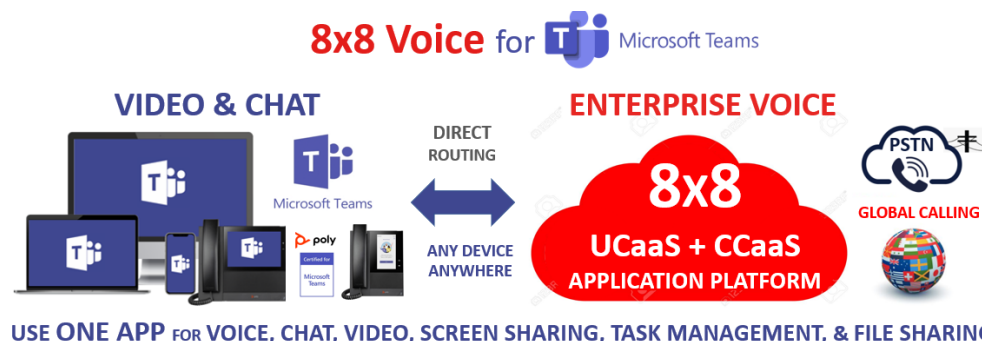 8x8 Voice for Microsoft Teams
VIDEO & CHAT
ENTERPRISE VOICE
DIRECT
ROUTING
Microsoft Teams
ANY DEVICE
ANYWHERE
poly
Certified for
Microsoft
Teams
8x8
UCaaS + CCaaS
APPLICATION PLATFORM
PSTN
GLOBAL CALLING
USE ONE APP FOR VOICE, CHAT, VIDEO, SCREEN SHARING, TASK MANAGEMENT, & FILE SHARING